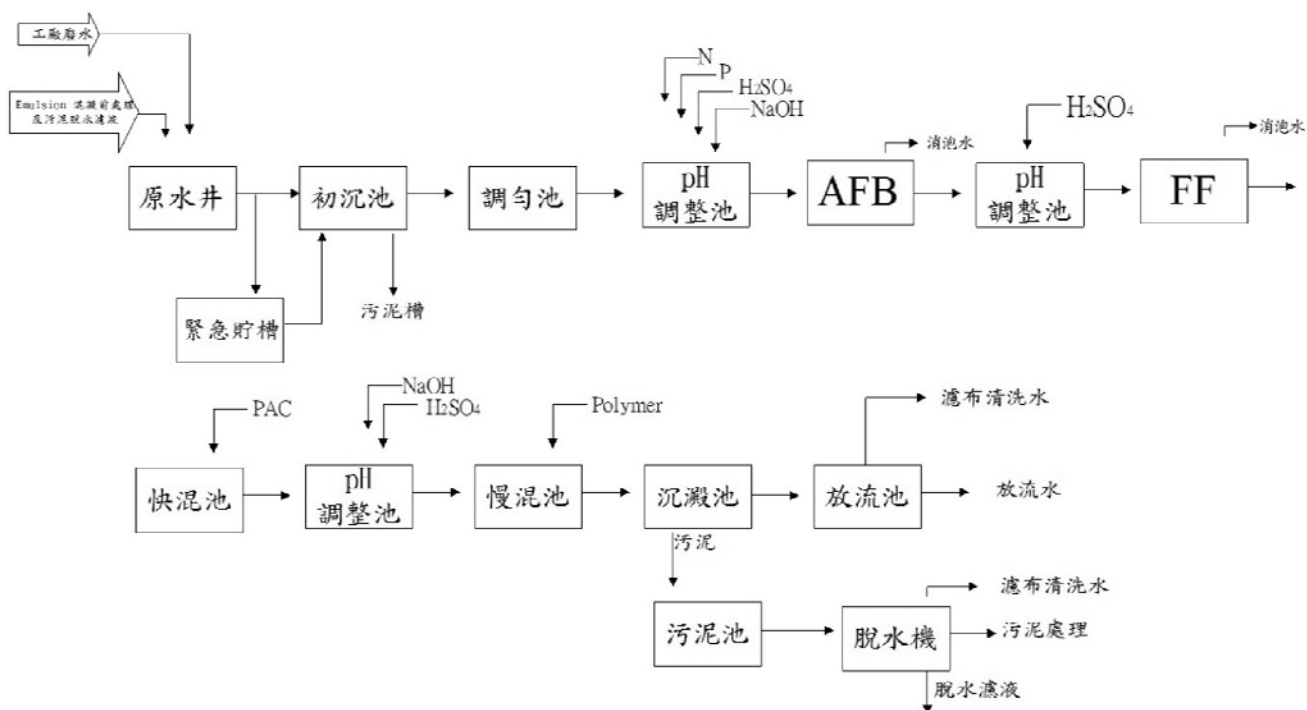 工廠廢水
Emulsion 混凝前處理
及污泥脫水濾液
原水井
初沉池
調勻池
N
P
H2SO4
NaOH
pH
調整池
AFB
消泡水
H2SO4
pH
調整池
FF
消泡水
緊急貯槽
污泥槽
PAC
快混池
NaOH
H2SO4
pH
調整池
Polymer
慢混池
沉澱池
放流池
濾布清洗水
放流水
污泥
污泥池
脫水機
濾布清洗水
污泥處理
脫水濾液